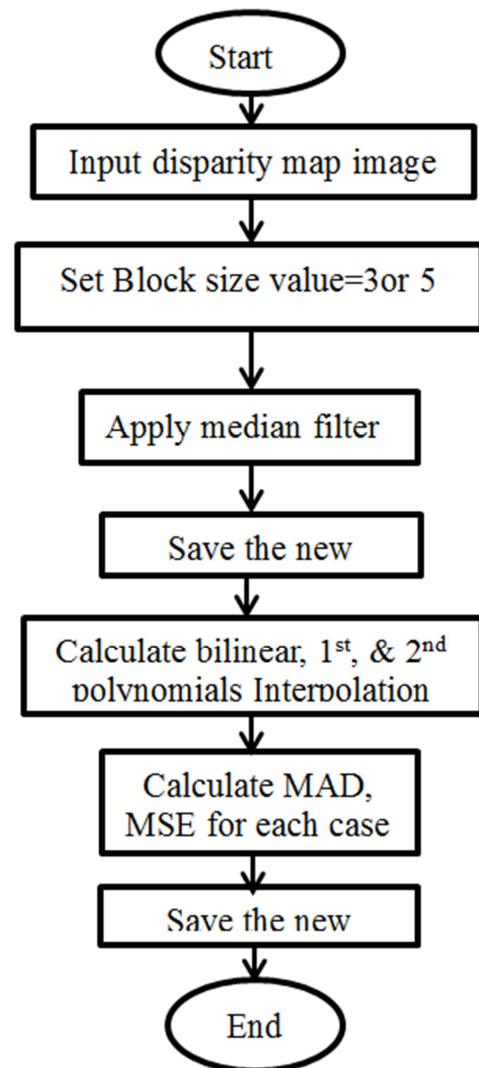 Start
Input disparity map image
Set Block size value=3or 5
Apply median filter
Save the new
Calculate bilinear, 1st, & 2nd
polynomials Interpolation
Calculate MAD,
MSE for each case
Save the new
End